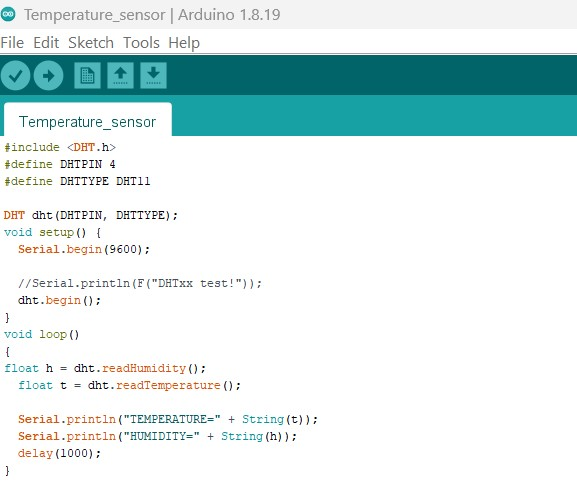 Temperature_sensor | Arduino 1.8.19
File Edit Sketch Tools Help
Temperature_sensor
#include <DHT.h>
#define DHTPIN 4
#define DHTTYPE DHT11
DHT dht(DHTPIN, DHTTYPE);
void setup() {
  Serial.begin(9600);
  //Serial.println(F("DHTxx test!"));
  dht.begin();
}
void loop()
{
float h = dht.readHumidity();
  float t = dht.readTemperature();
  Serial.println("TEMPERATURE=" + String(t));
  Serial.println("HUMIDITY=" + String(h));
  delay(1000);
}